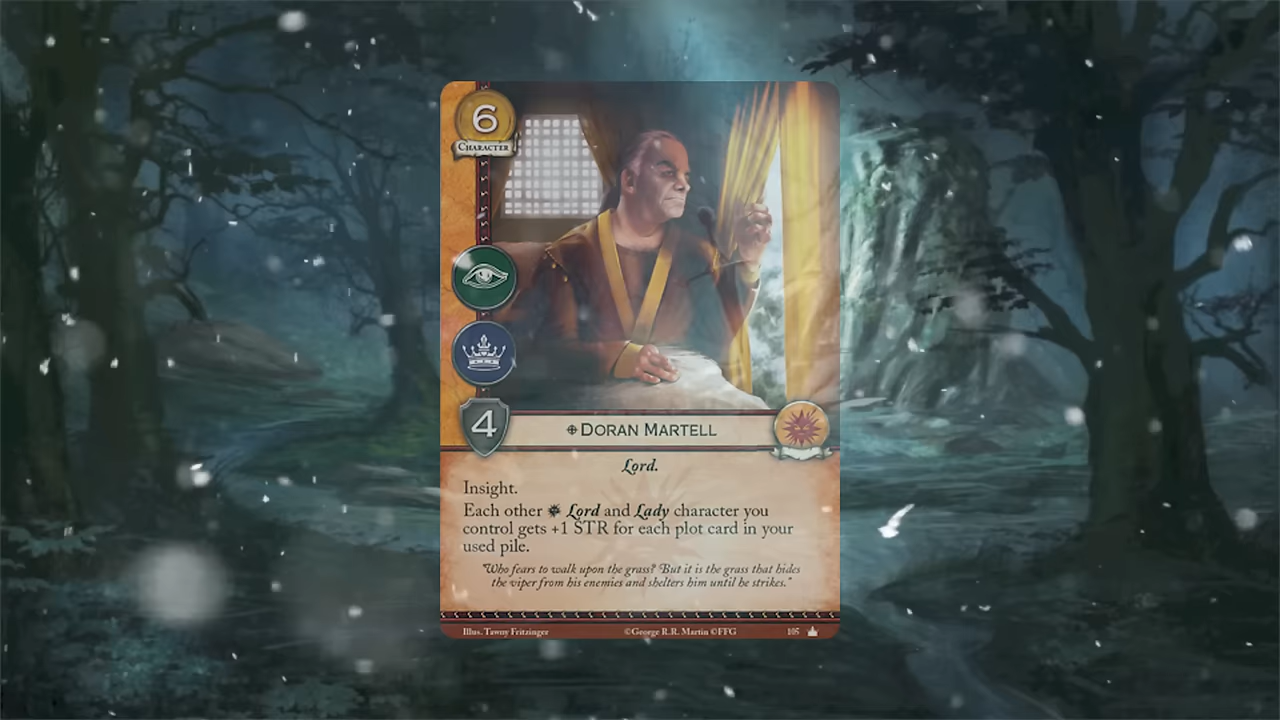 6
CHARACTER
4
DORAN MARTELL
Lord.
Insight.
Each other Lord and Lady character you
control gets +1 STR for each plot card in your
used pile.
"Who fears to walk upon the grass? But it is the grass that hides
the viper from his enemies and shelters him until he strikes."
Illus. Tawny Fritzinger ©George R.R. Martin ©FFG 105